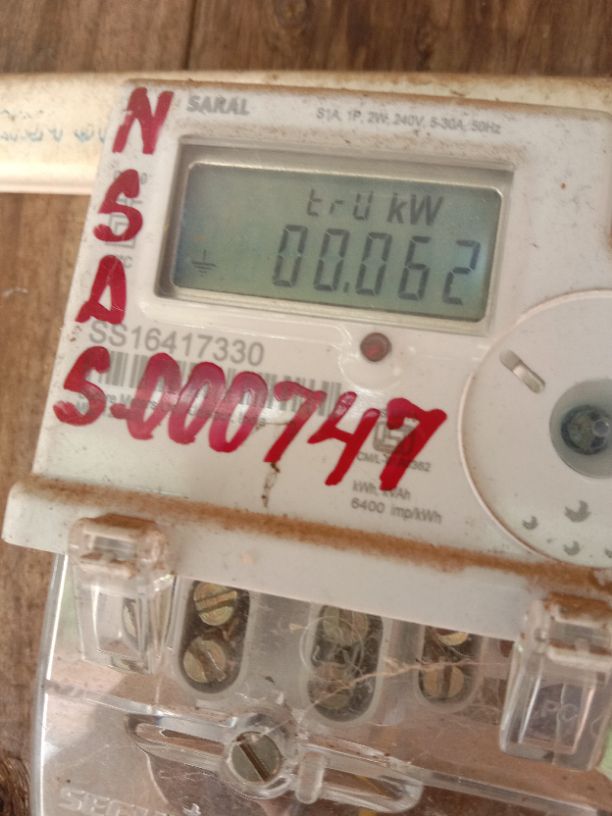 N
S
A
SARAL
S1A, 1P, 2W, 240V, 5-30A, 50Hz
trU kW
00.062
SS16417330
S-000747
kWh, kVAh
6400 imp/kWh